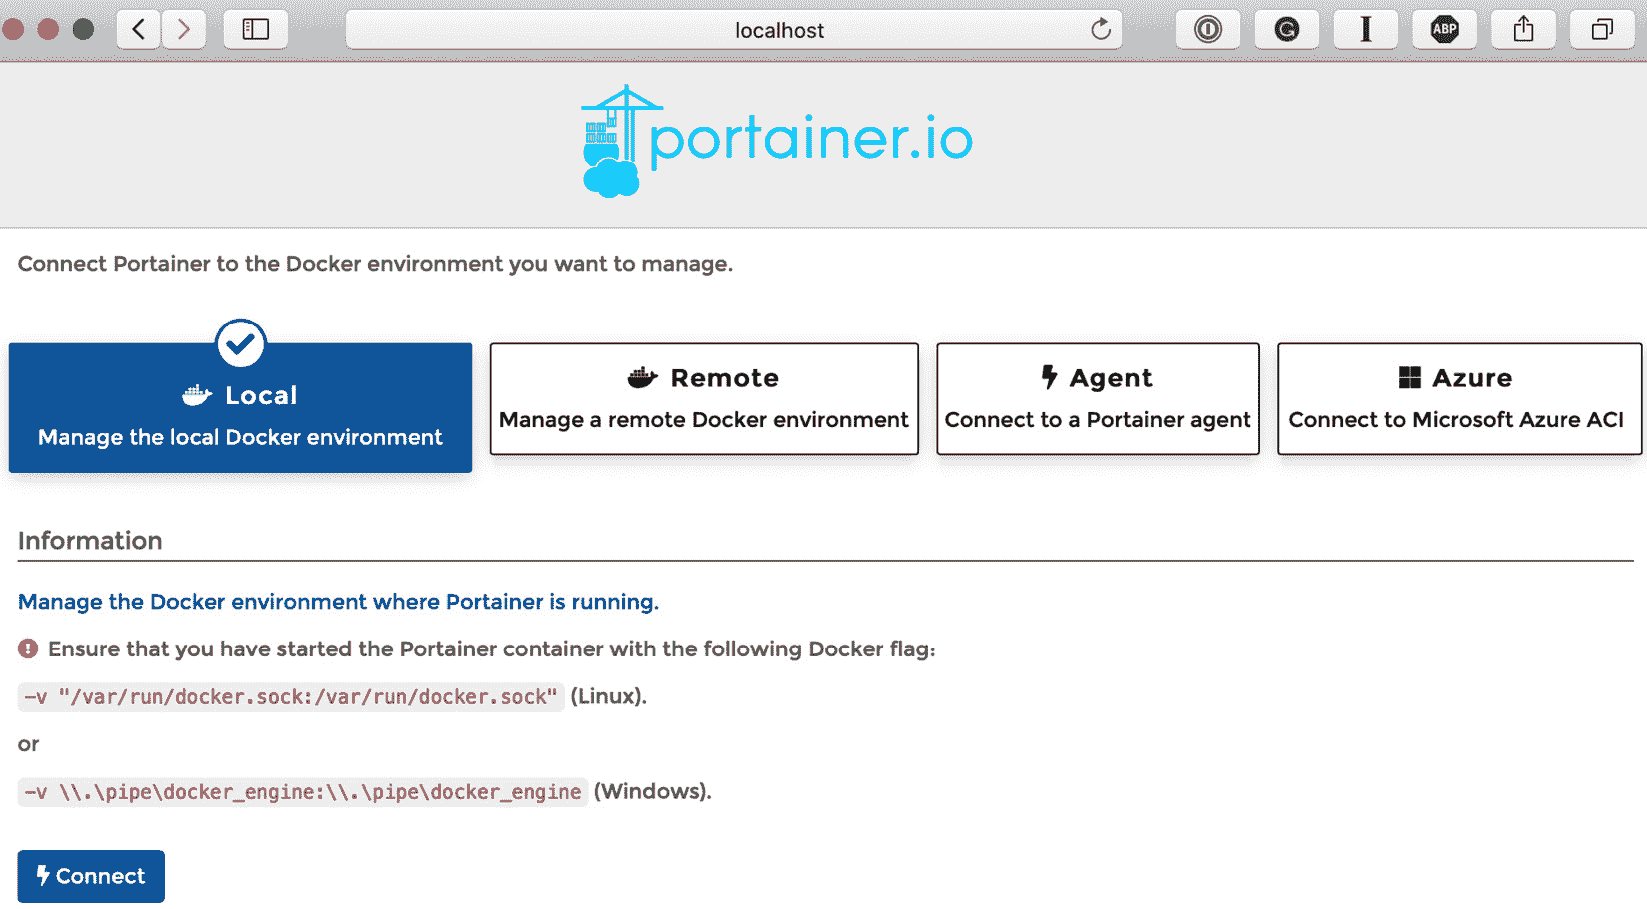 localhost
ABP
portainer.io
Connect Portainer to the Docker environment you want to manage.
Local
Manage the local Docker environment
Remote
Manage a remote Docker environment
Agent
Connect to a Portainer agent
Azure
Connect to Microsoft Azure ACI
Information
Manage the Docker environment where Portainer is running.
Ensure that you have started the Portainer container with the following Docker flag:
-v "/var/run/docker.sock:/var/run/docker.sock" (Linux).
or
-v \\.\pipe\docker_engine:\\.\pipe\docker_engine (Windows).
Connect